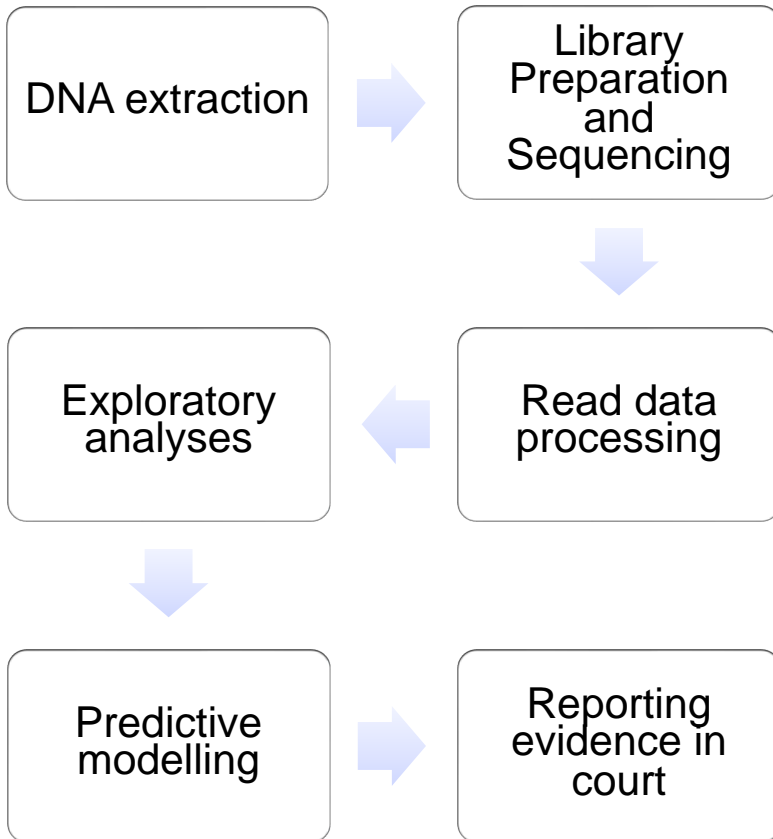 DNA extraction
Library
Preparation
and
Sequencing
Read data
processing
Exploratory
analyses
Predictive
modelling
Reporting
evidence in
court